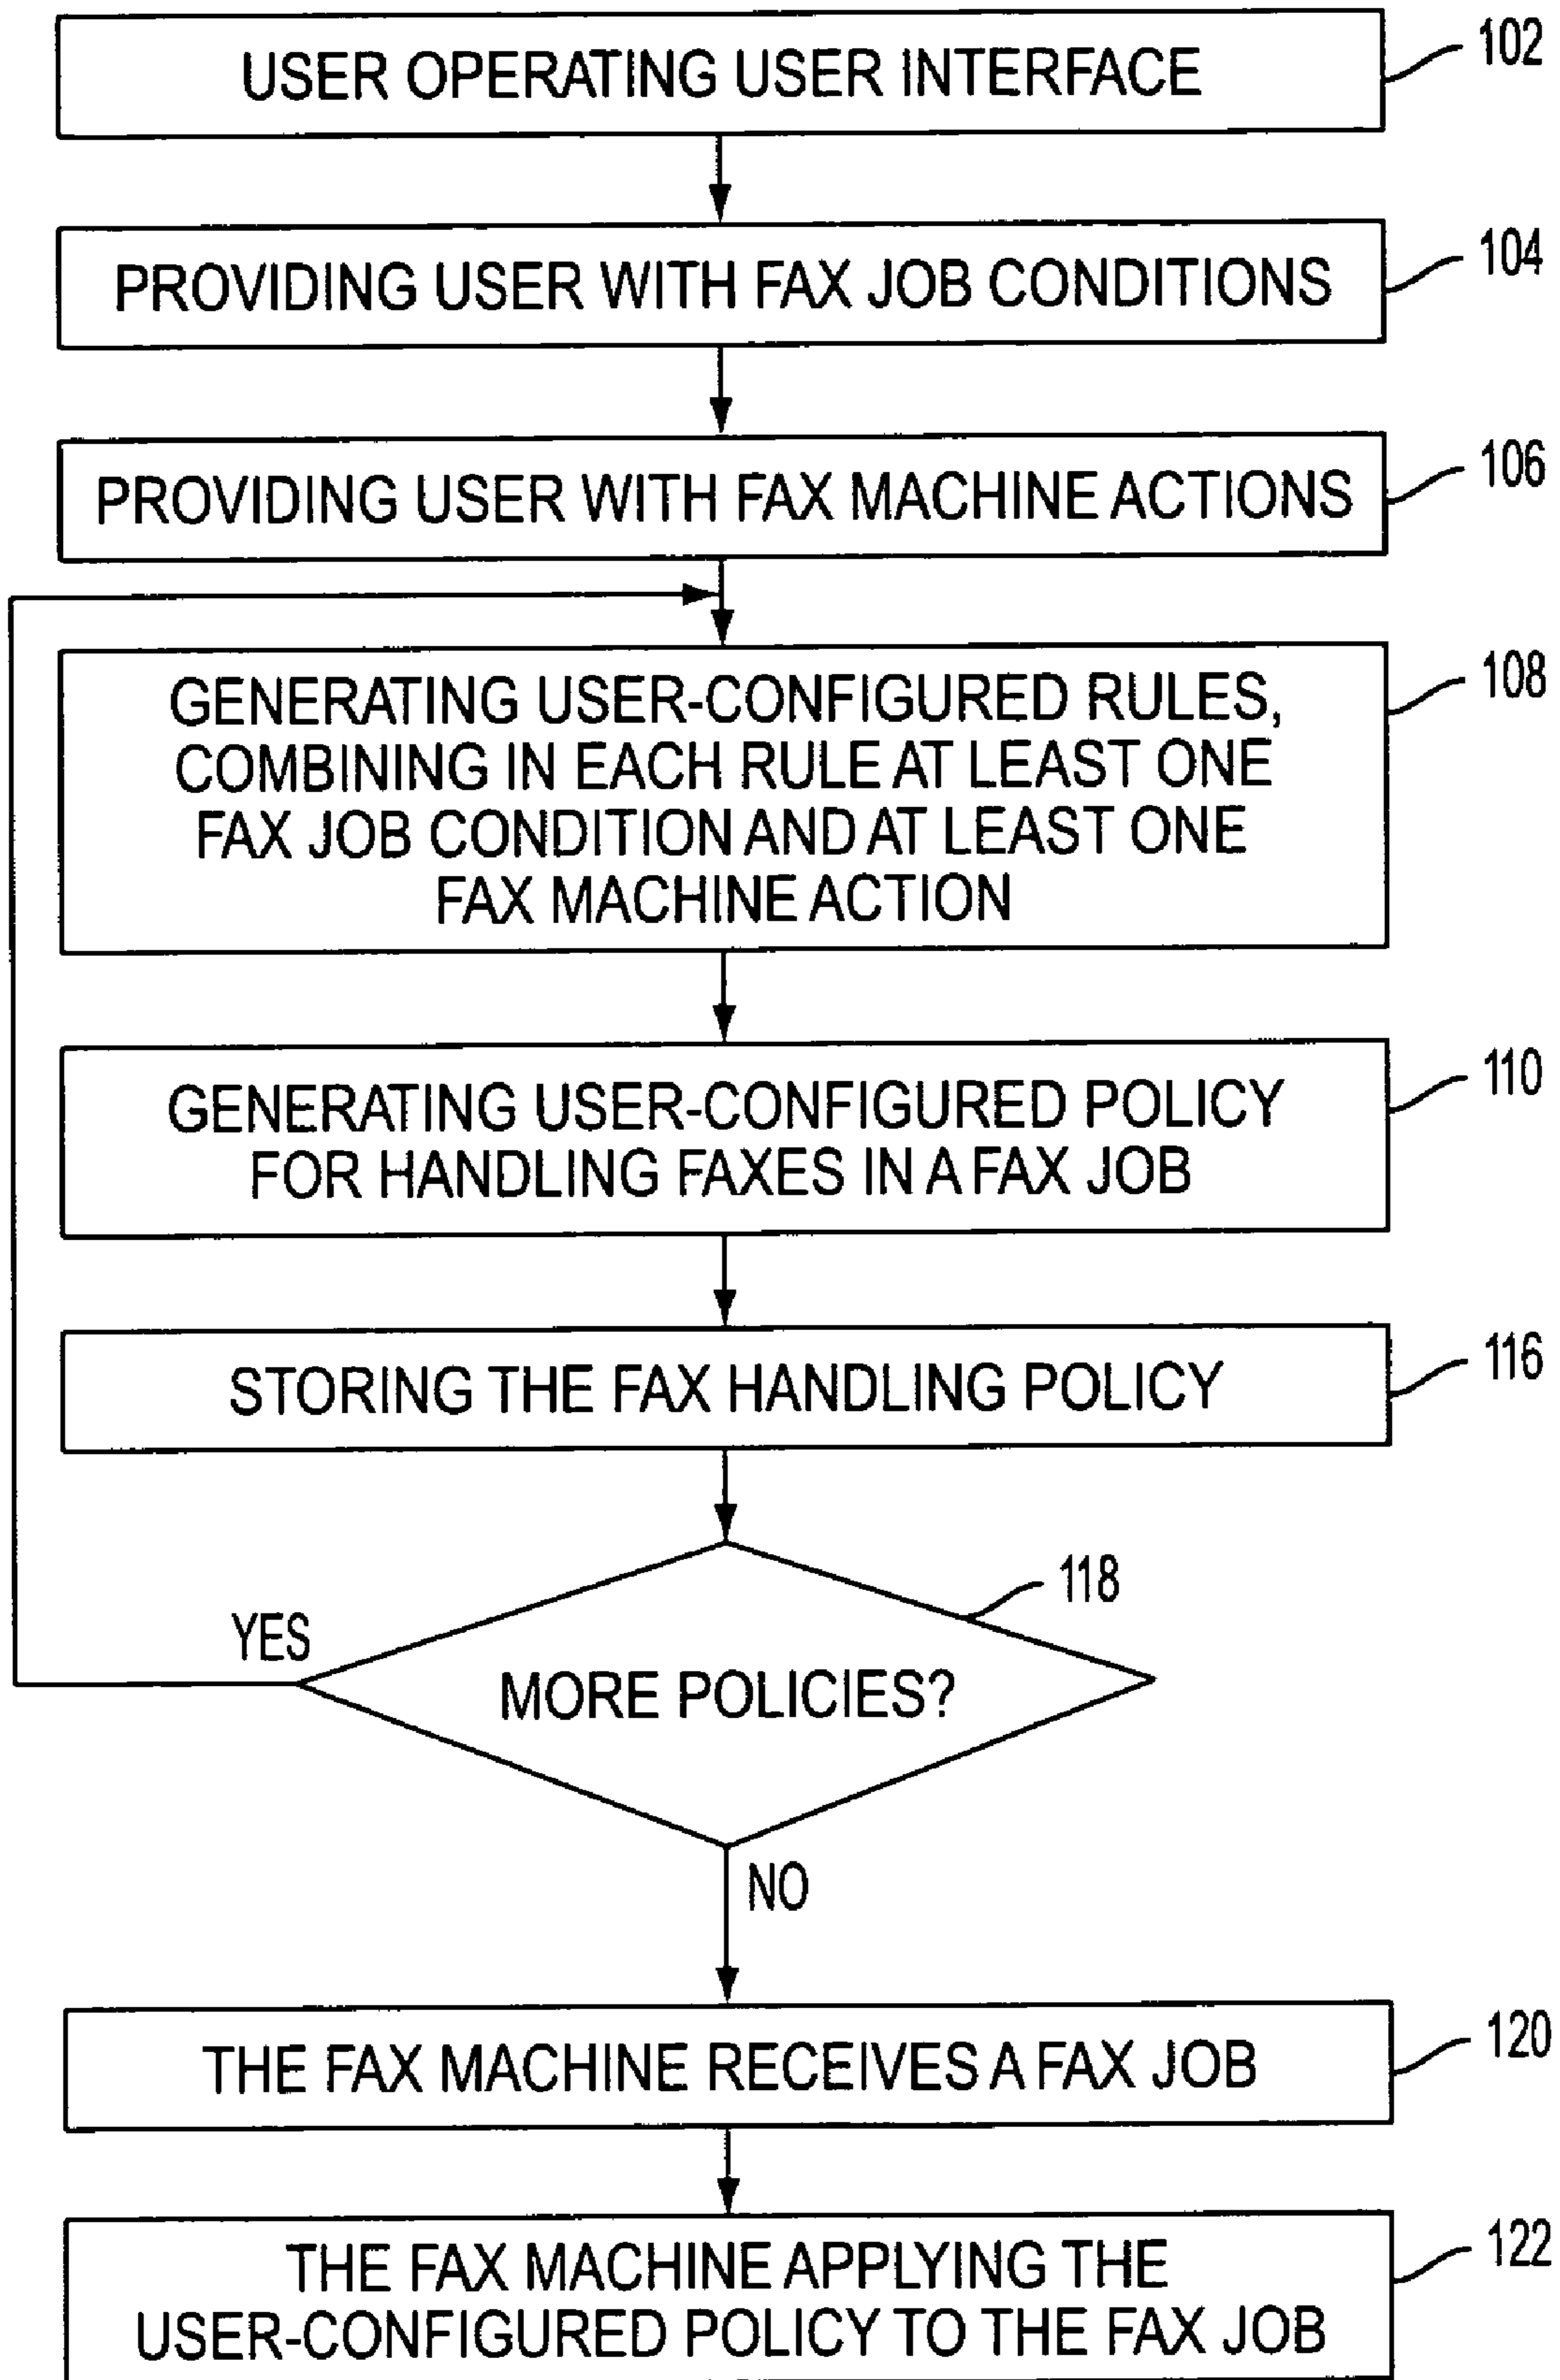 USER OPERATING USER INTERFACE
102
PROVIDING USER WITH FAX JOB CONDITIONS
104
PROVIDING USER WITH FAX MACHINE ACTIONS
106
GENERATING USER-CONFIGURED RULES,
COMBINING IN EACH RULE AT LEAST ONE
FAX JOB CONDITION AND AT LEAST ONE
FAX MACHINE ACTION
108
GENERATING USER-CONFIGURED POLICY
FOR HANDLING FAXES IN A FAX JOB
110
STORING THE FAX HANDLING POLICY
116
118
YES
MORE POLICIES?
NO
THE FAX MACHINE RECEIVES A FAX JOB
120
THE FAX MACHINE APPLYING THE
USER-CONFIGURED POLICY TO THE FAX JOB
122